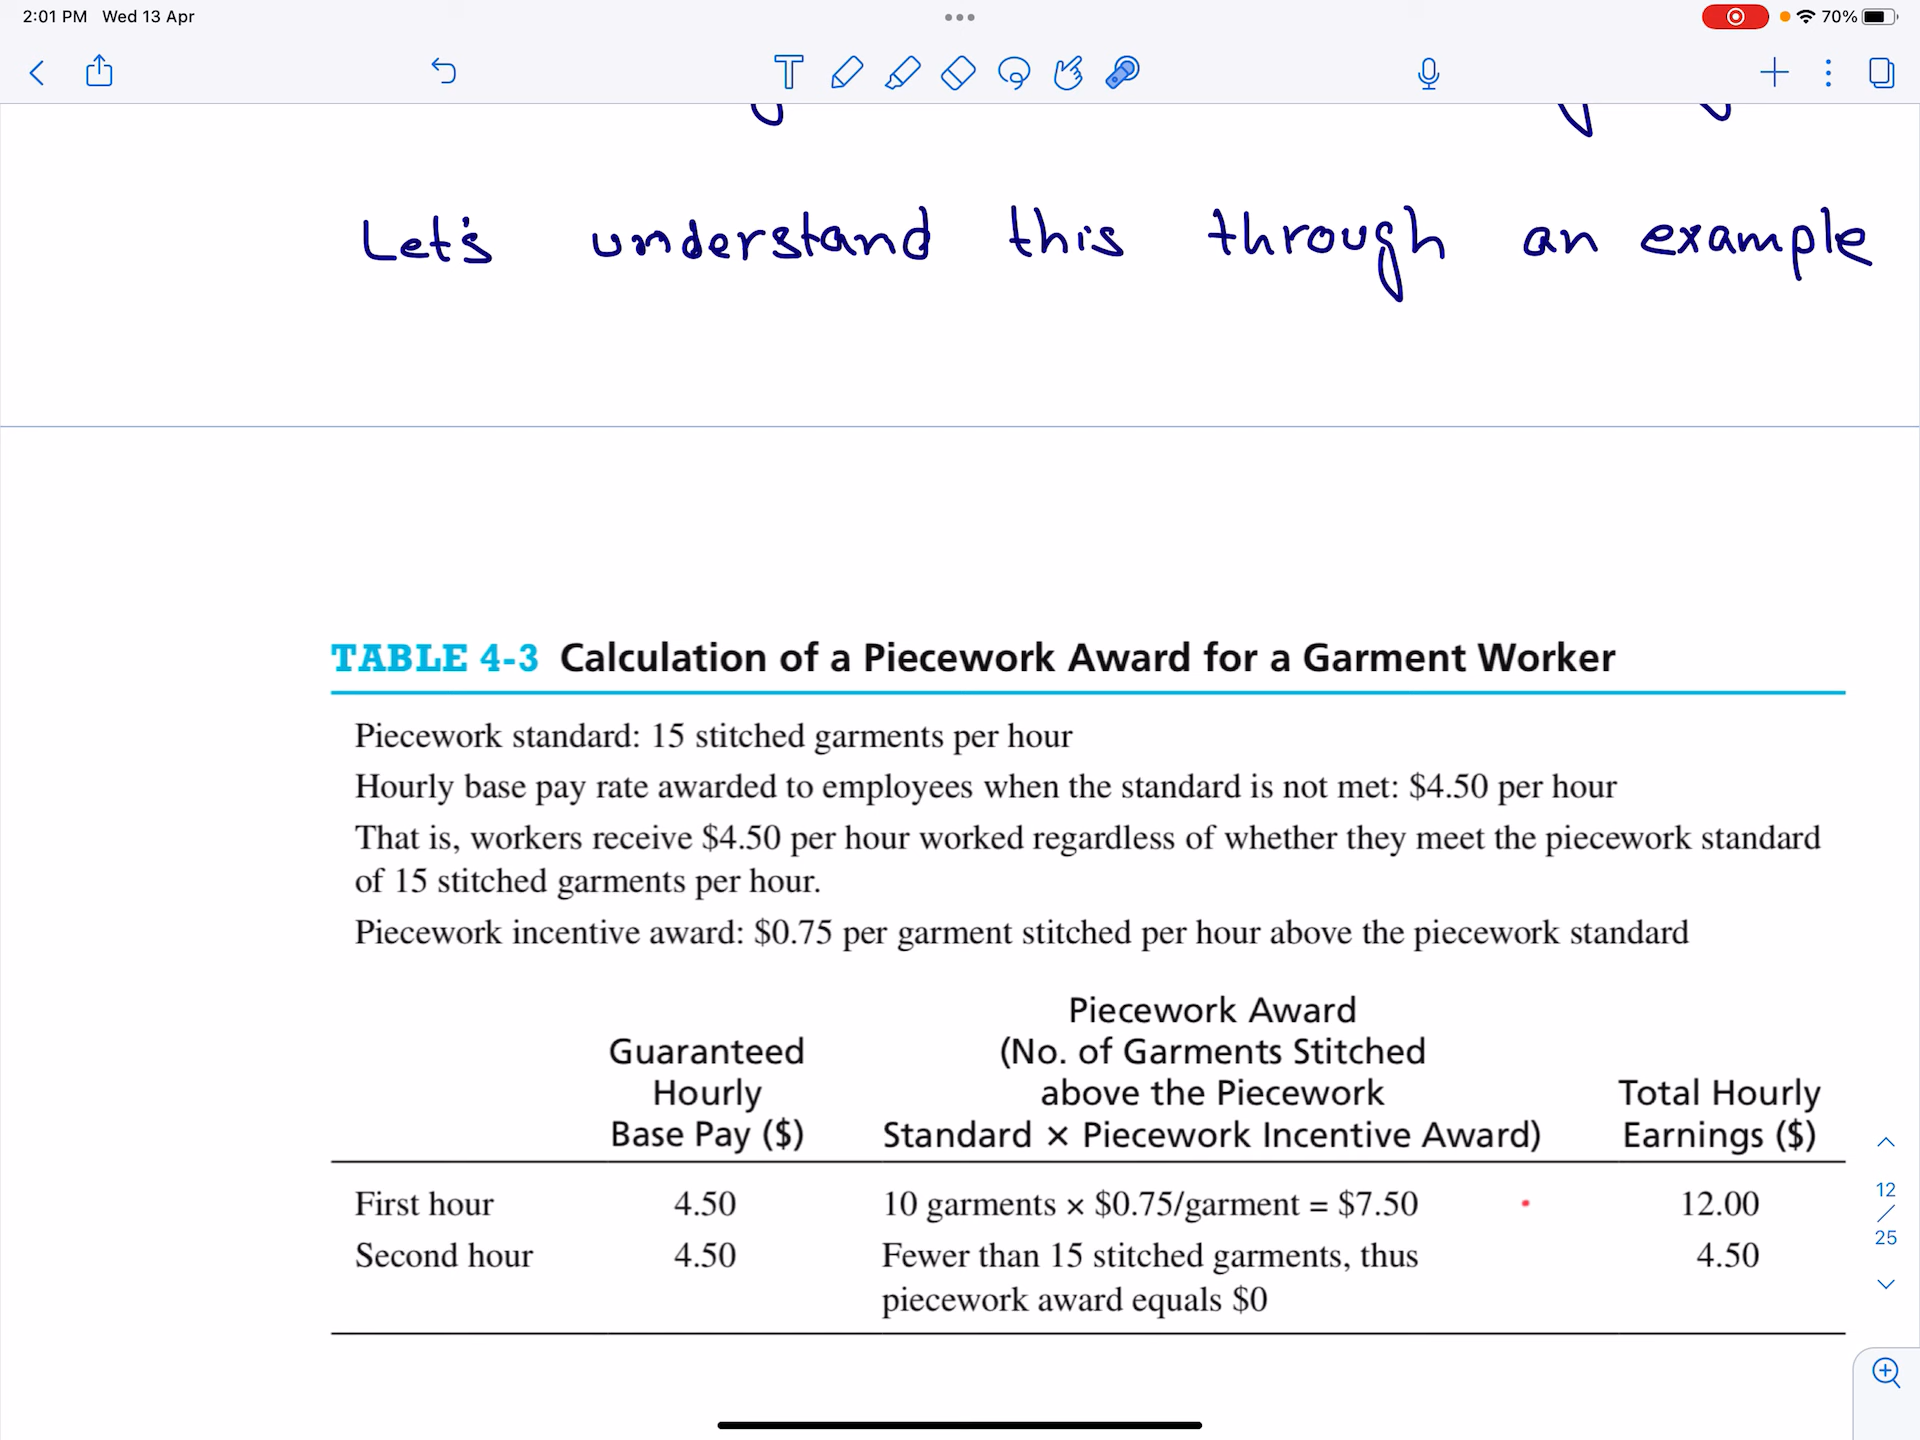 2:01 PM Wed 13 Apr
70%
Let's understand this through an example
TABLE 4-3 Calculation of a Piecework Award for a Garment Worker
Piecework standard: 15 stitched garments per hour
Hourly base pay rate awarded to employees when the standard is not met: $4.50 per hour
That is, workers receive $4.50 per hour worked regardless of whether they meet the piecework standard
of 15 stitched garments per hour.
Piecework incentive award: $0.75 per garment stitched per hour above the piecework standard
Guaranteed
Hourly
Base Pay ($)
Piecework Award
(No. of Garments Stitched
above the Piecework
Standard × Piecework Incentive Award)
Total Hourly
Earnings ($)
First hour 4.50 10 garments × $0.75/garment = $7.50 12.00
Second hour 4.50 Fewer than 15 stitched garments, thus 4.50
piecework award equals $0
12
/
25